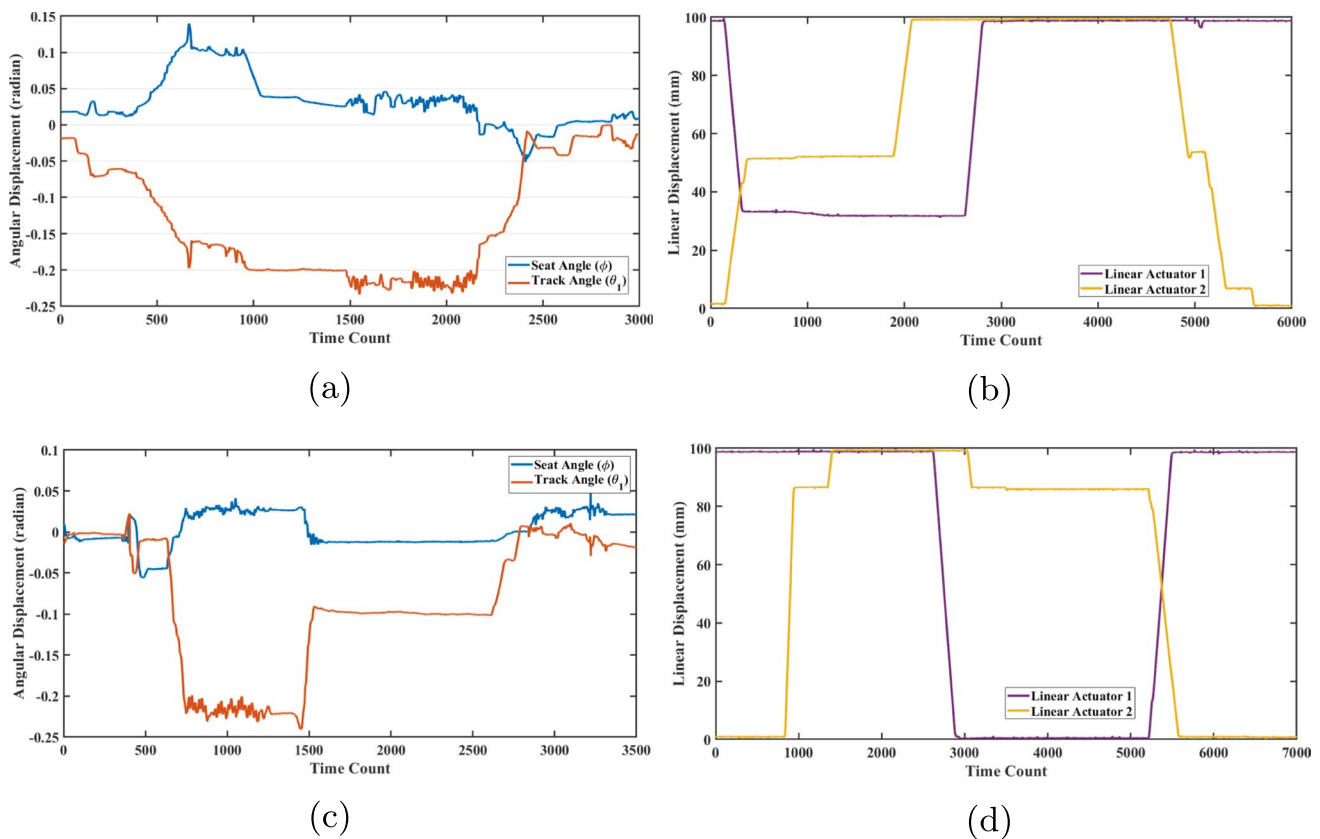 0.15
0.1
0.05
0
-0.05
-0.1
-0.15
-0.2
-0.25
Angular Displacement (radian)
Seat Angle (ϕ)
Track Angle (θ₁)
0 500 1000 1500 2000 2500 3000
Time Count
(a)
100
80
60
40
20
0
Linear Displacement (mm)
Linear Actuator 1
Linear Actuator 2
0 1000 2000 3000 4000 5000 6000
Time Count
(b)
0.1
0.05
0
-0.05
-0.1
-0.15
-0.2
-0.25
Angular Displacement (radian)
Seat Angle (ϕ)
Track Angle (θ₁)
0 500 1000 1500 2000 2500 3000 3500
Time Count
(c)
100
80
60
40
20
0
Linear Displacement (mm)
Linear Actuator 1
Linear Actuator 2
0 1000 2000 3000 4000 5000 6000 7000
Time Count
(d)